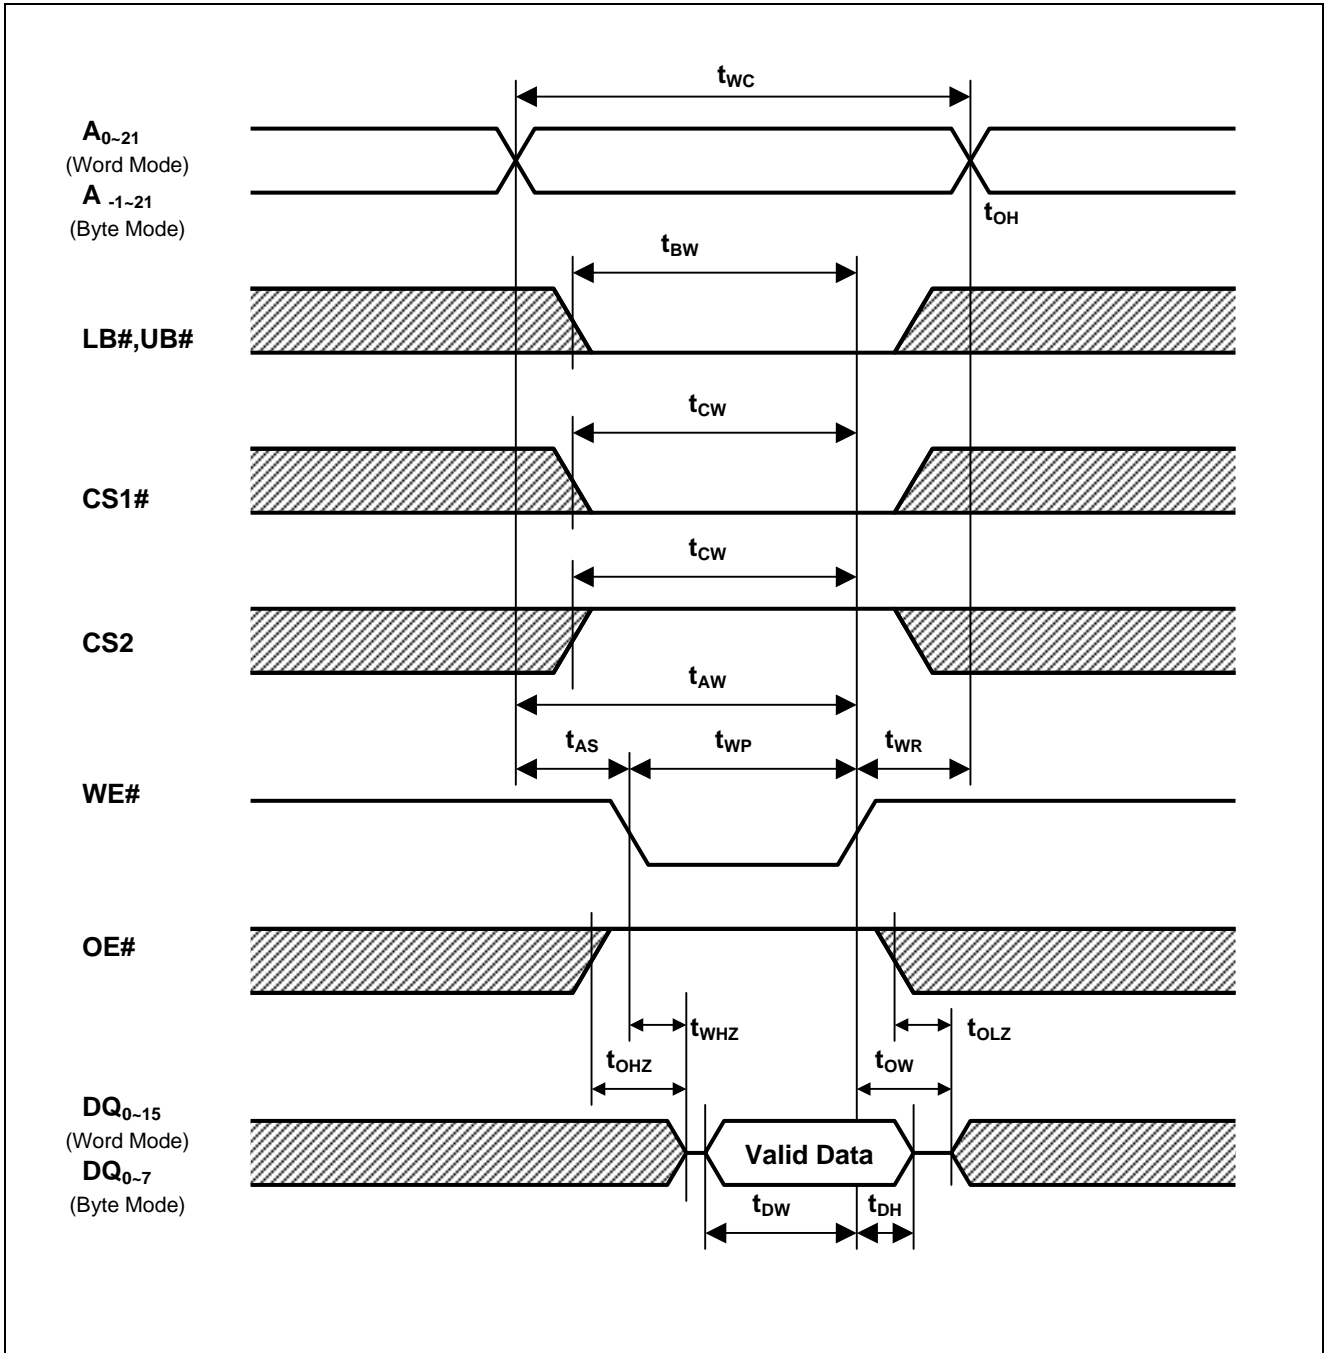 tWC
A0~21
(Word Mode)
A -1~21
(Byte Mode)
tOH
tBW
LB#,UB#
tCW
CS1#
tCW
CS2
tAW
tAS
tWP
tWR
WE#
OE#
tWHZ
tOLZ
tOHZ
tOW
DQ0~15
(Word Mode)
DQ0~7
(Byte Mode)
Valid Data
tDW
tDH